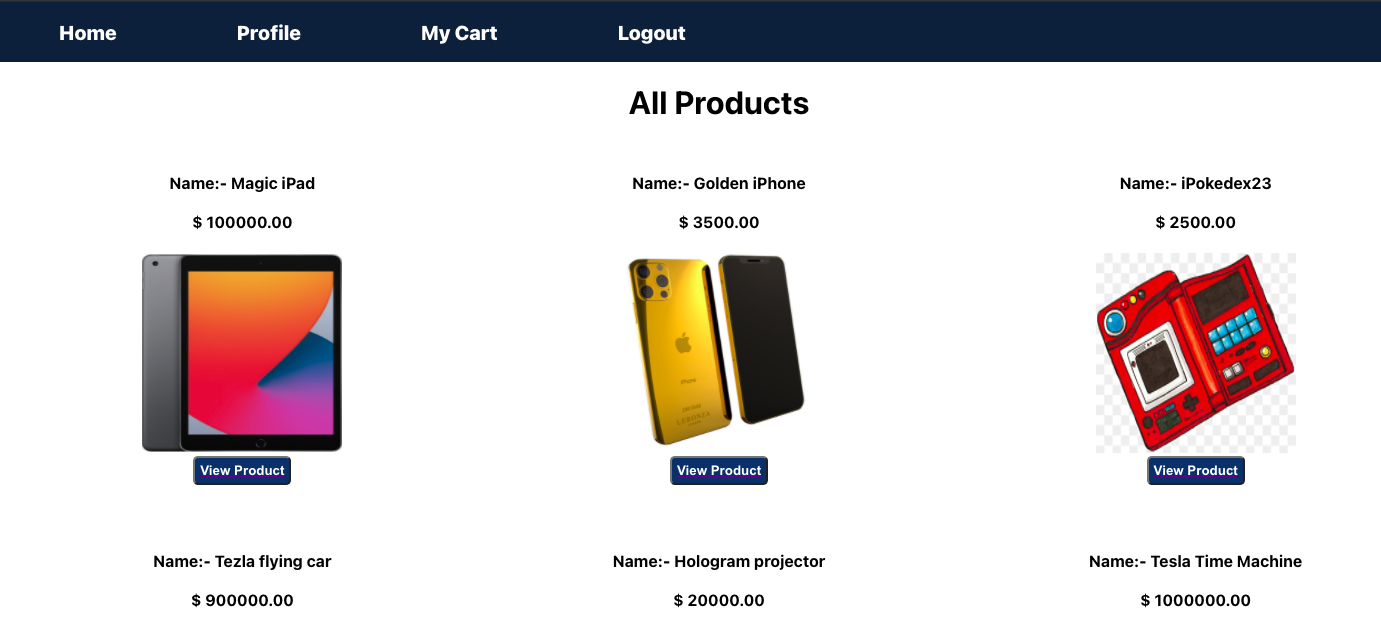 Home Profile My Cart Logout
All Products
Name:- Magic iPad
$ 100000.00
View Product
Name:- Golden iPhone
$ 3500.00
iPhone
View Product
Name:- iPokedex23
$ 2500.00
View Product
Name:- Tezla flying car
$ 900000.00
Name:- Hologram projector
$ 20000.00
Name:- Tesla Time Machine
$ 1000000.00